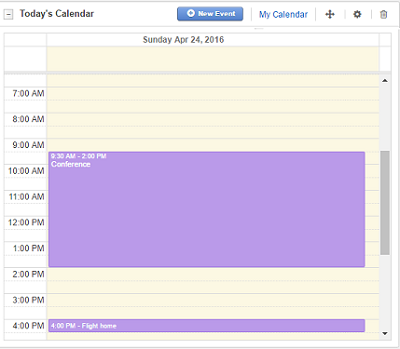 Today's Calendar
New Event
My Calendar
Sunday Apr 24, 2016
7:00 AM
8:00 AM
9:00 AM
9:30 AM - 2:00 PM
Conference
10:00 AM
11:00 AM
12:00 PM
1:00 PM
2:00 PM
3:00 PM
4:00 PM
4:00 PM - Flight home